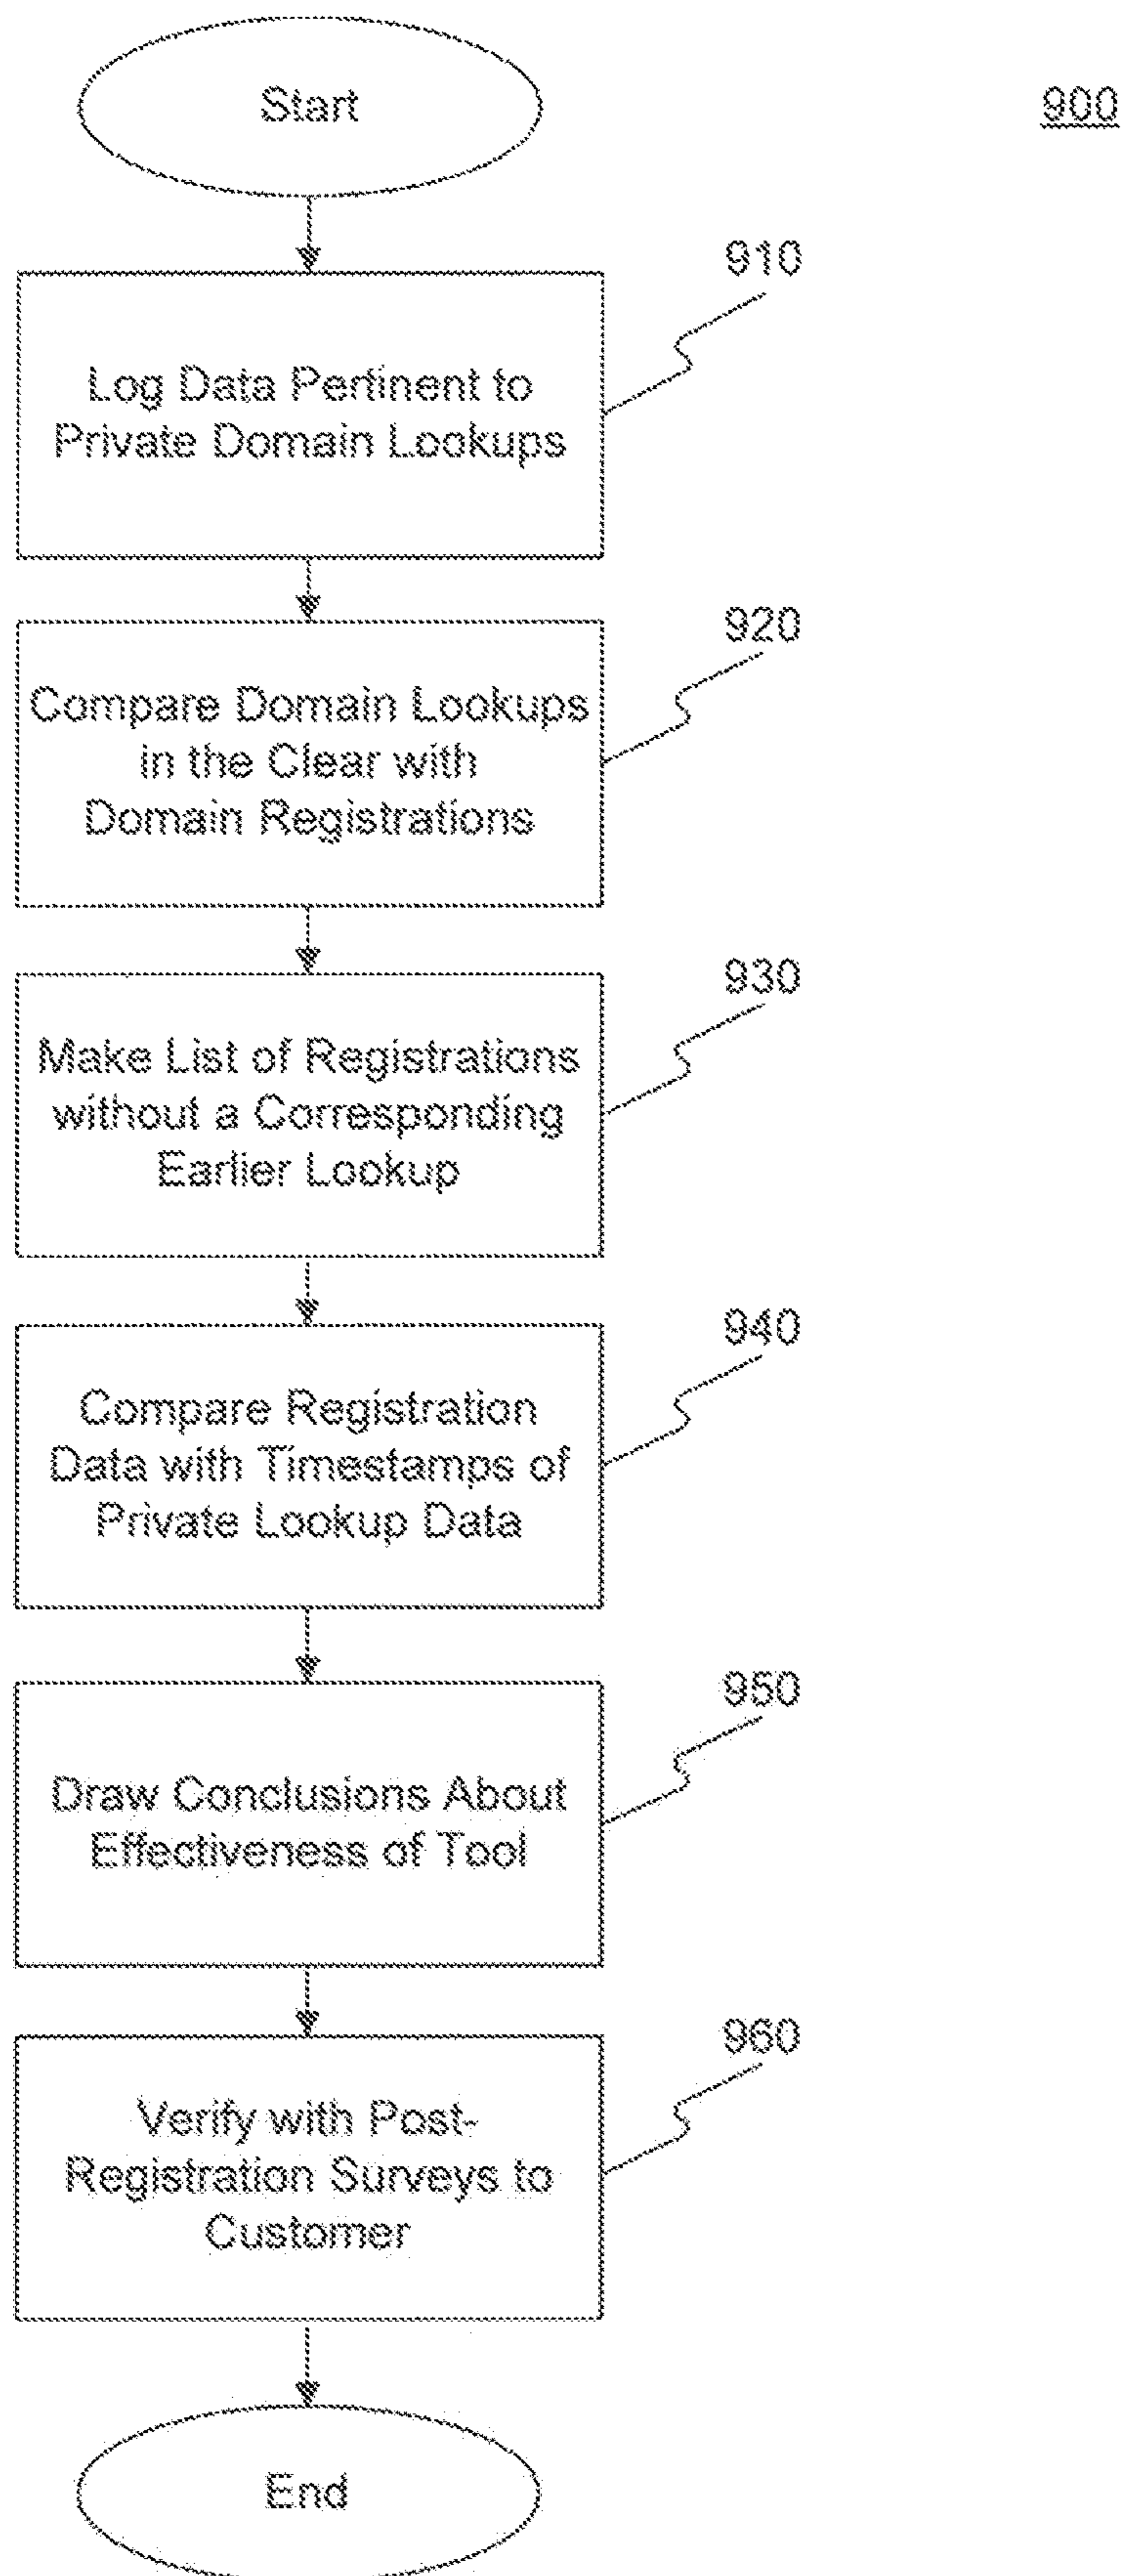 Start
900
910
Log Data Pertinent to
Private Domain Lookups
920
Compare Domain Lookups
in the Clear with
Domain Registrations
930
Make List of Registrations
without a Corresponding
Earlier Lookup
940
Compare Registration
Data with Timestamps of
Private Lookup Data
950
Draw Conclusions About
Effectiveness of Tool
960
Verify with Post-
Registration Surveys to
Customer
End